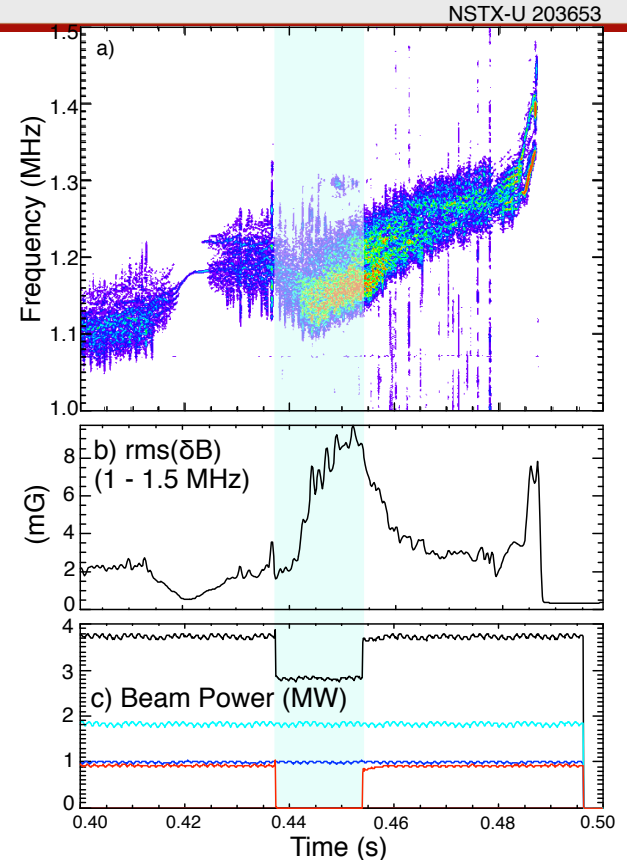 NSTX-U 203653
1.5
a)
1.4
1.3
1.2
1.1
1.0
Frequency (MHz)
b) rms(δB)
(1 - 1.5 MHz)
8
6
4
2
0
(mG)
4
3
c) Beam Power (MW)
2
1
0
0.40 0.42 0.44 0.46 0.48 0.50
Time (s)